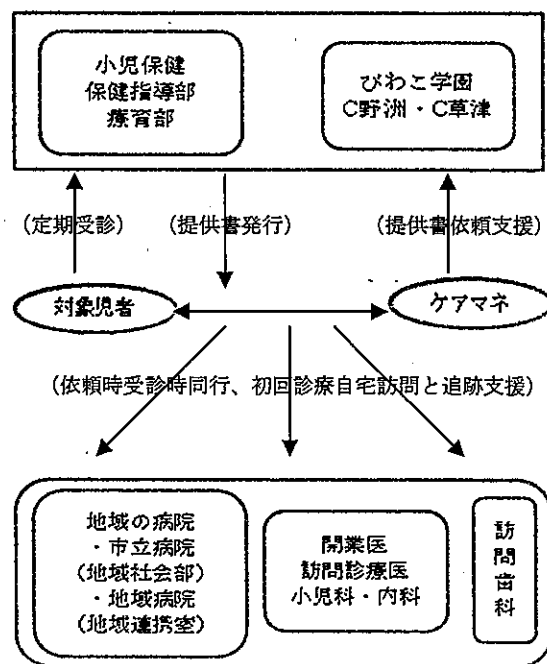 小児保健
保健指導部
療育部
びわこ学園
C野洲・C草津
(定期受診)
(提供書発行)
(提供書依頼支援)
対象児者
ケアマネ
(依頼時受診時同行、初回診療自宅訪問と追跡支援)
地域の病院
・市立病院
(地域社会部)
・地域病院
(地域連携室)
開業医
訪問診療医
小児科・内科
訪問歯科